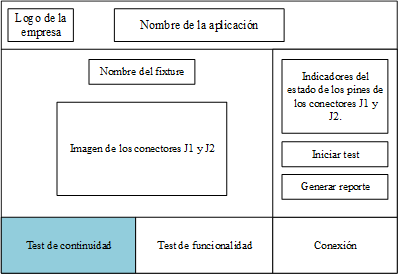 Logo de la
empresa
Nombre de la aplicación
Nombre del fixture
Imagen de los conectores J1 y J2
Indicadores del
estado de los pines de
los conectores J1 y
J2.
Iniciar test
Generar reporte
Test de continuidad
Test de funcionalidad
Conexión